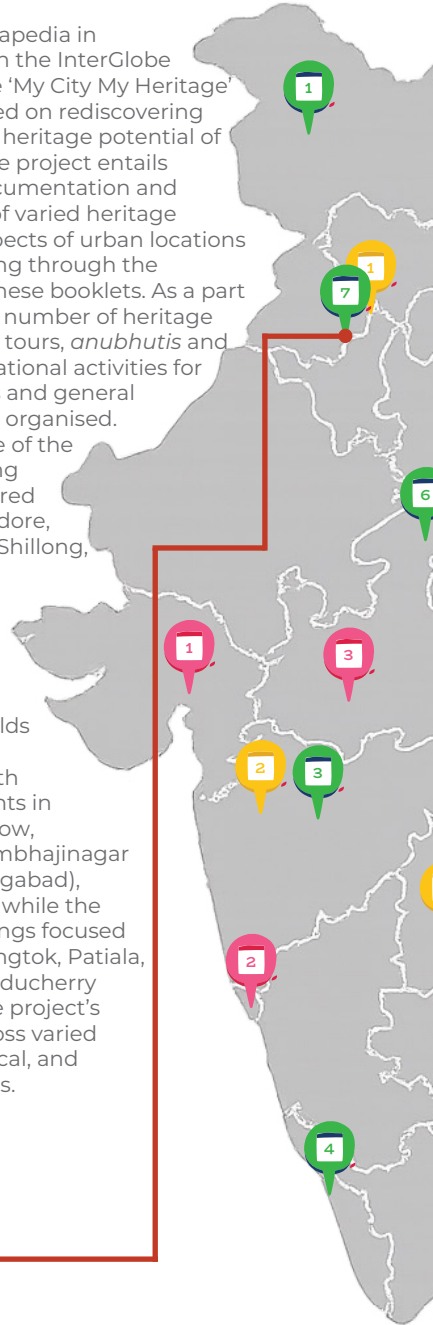 apedia in
n the InterGlobe
e ‘My City My Heritage’
ed on rediscovering
heritage potential of
e project entails
cumentation and
of varied heritage
pects of urban locations
ng through the
hese booklets. As a part
number of heritage
tours, anubhutis and
ational activities for
s and general
organised.
e of the
ng
red
dore,
Shillong,
lds
th
nts in
ow,
mbhajinagar
gabad),
while the
ngs focused
ngtok, Patiala,
ducherry
e project’s
oss varied
cal, and
s.
1
1
7
6
1
3
2
3
2
4